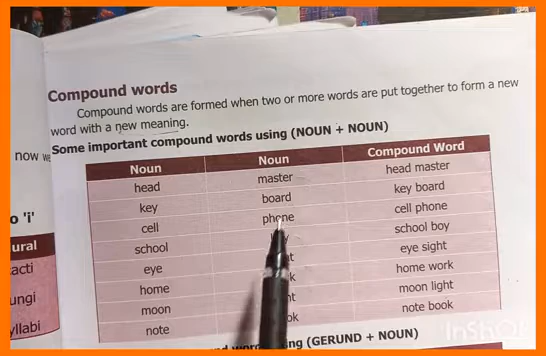 Compound words
Compound words are formed when two or more words are put together to form a new
word with a new meaning.
Some important compound words using (NOUN + NOUN)
Noun Noun Compound Word
head master head master
key board key board
cell phone cell phone
school school boy
eye eye sight
home home work
moon moon light
note note book
(GERUND + NOUN)
now
'i'
ural
acti
ungi
yllabi
InShOt